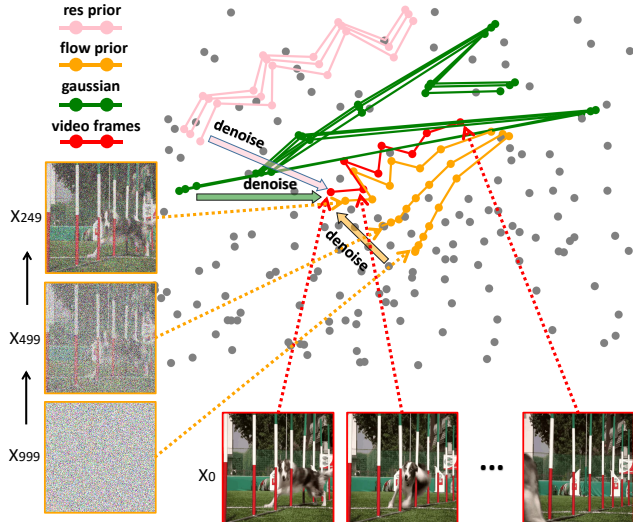 res prior
flow prior
gaussian
video frames
denoise
denoise
denoise
X249
X499
X999
X0
...